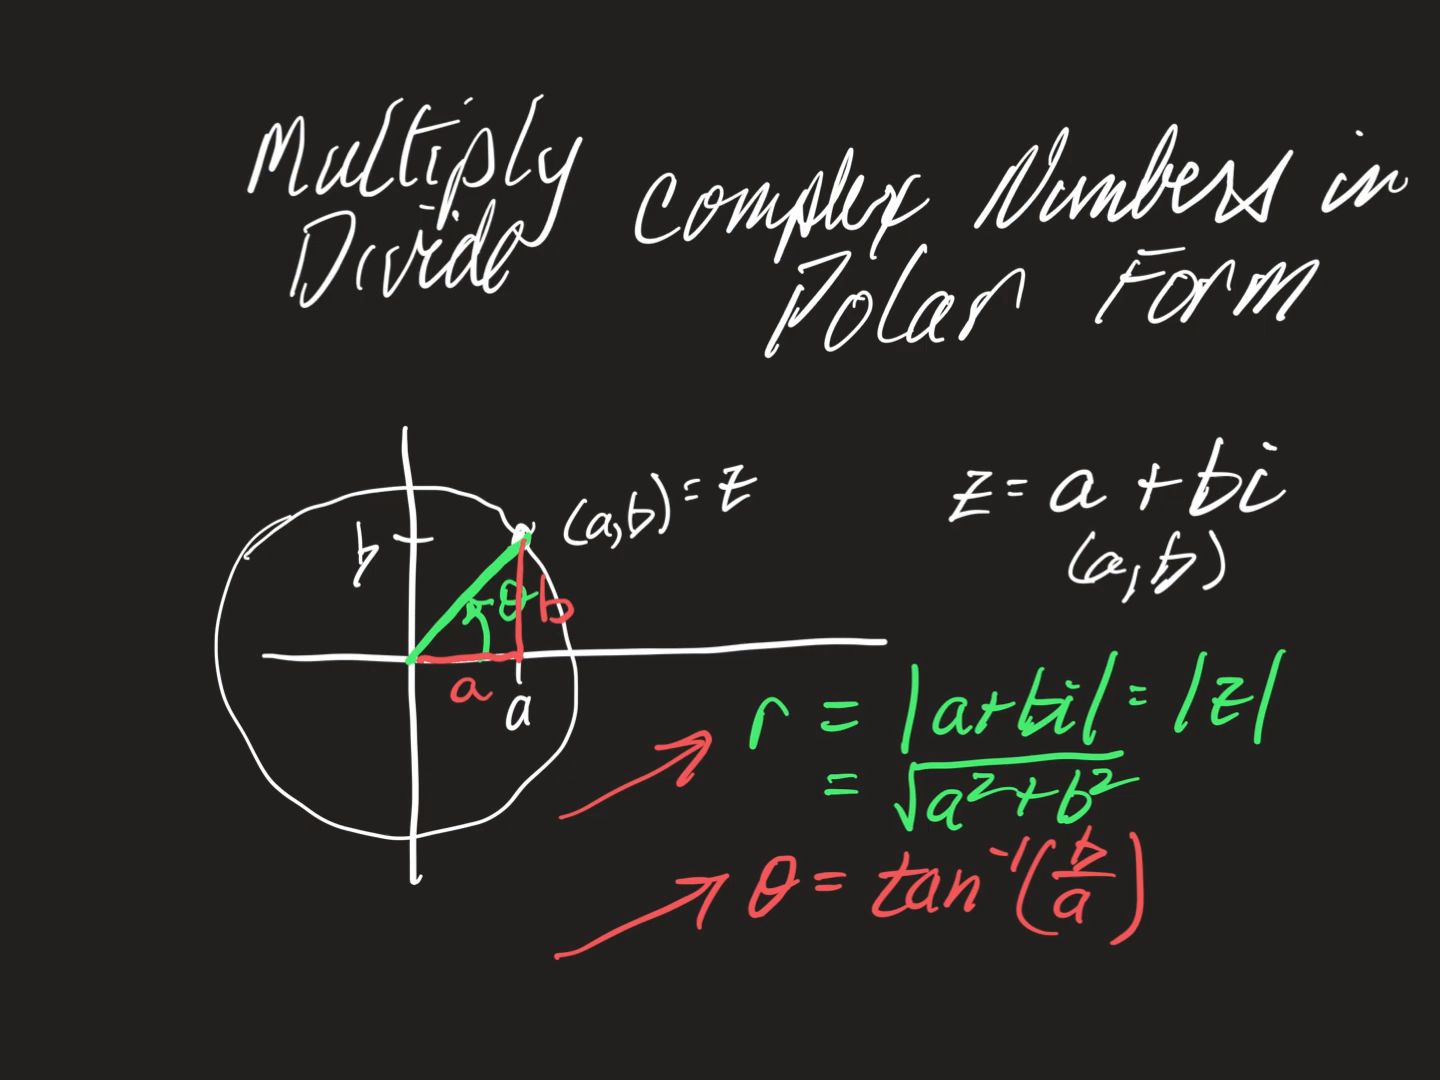 Multiply
Divide
Complex Numbers in
Polar Form
(a,b) = z
b
θ
b
a
a
z = a + bi
(a,b)
r = |a+bi| = |z|
= √(a²+b²)
θ = tan⁻¹(b/a)